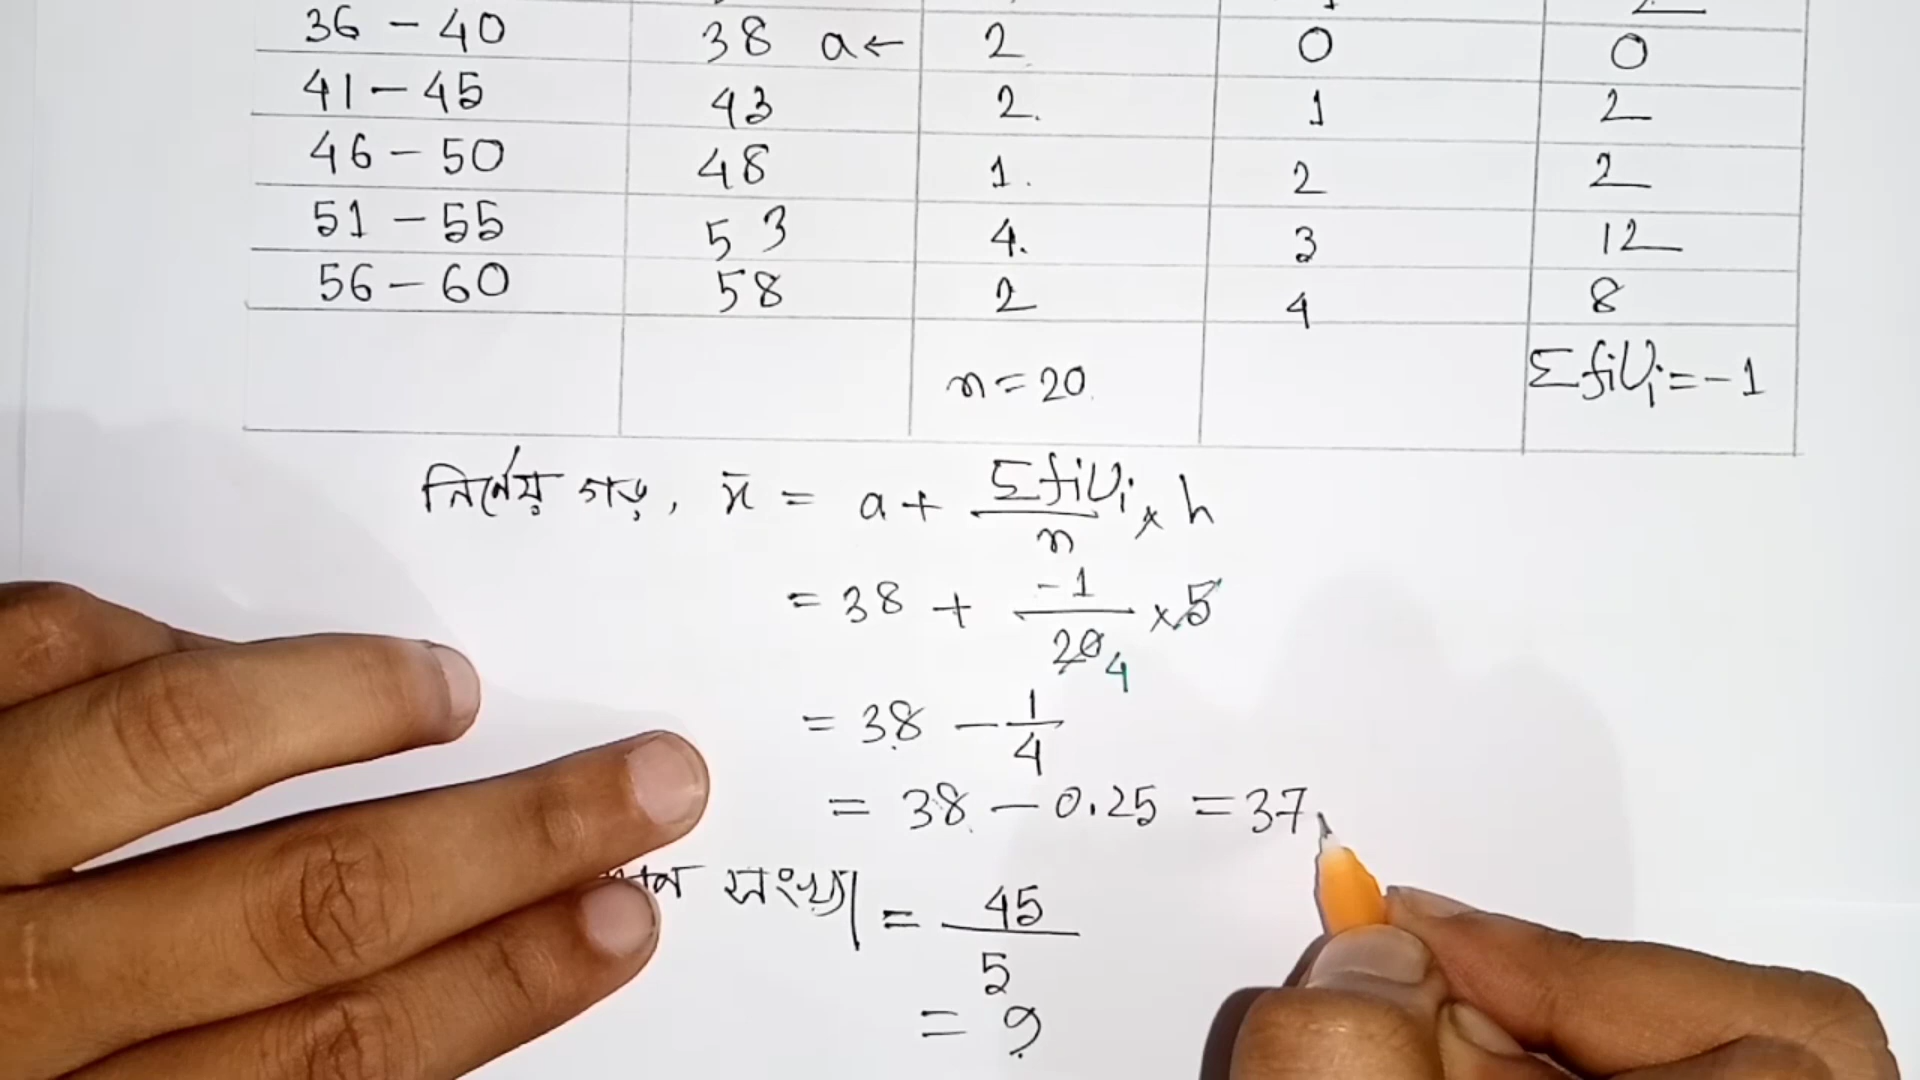 36 - 40 38 a← 2 0 0
41 - 45 43 2. 1 2
46 - 50 48 1. 2 2
51 - 55 53 4. 3 12
56 - 60 58 2 4 8
n = 20. Σfiui = -1
নির্ণেয় গড়, x̄ = a + Σfiui/n × h
= 38 + -1/20 × 5
4
= 38 - 1/4
= 38 - 0.25 = 37.
সংখ্যা = 45/5
= 9